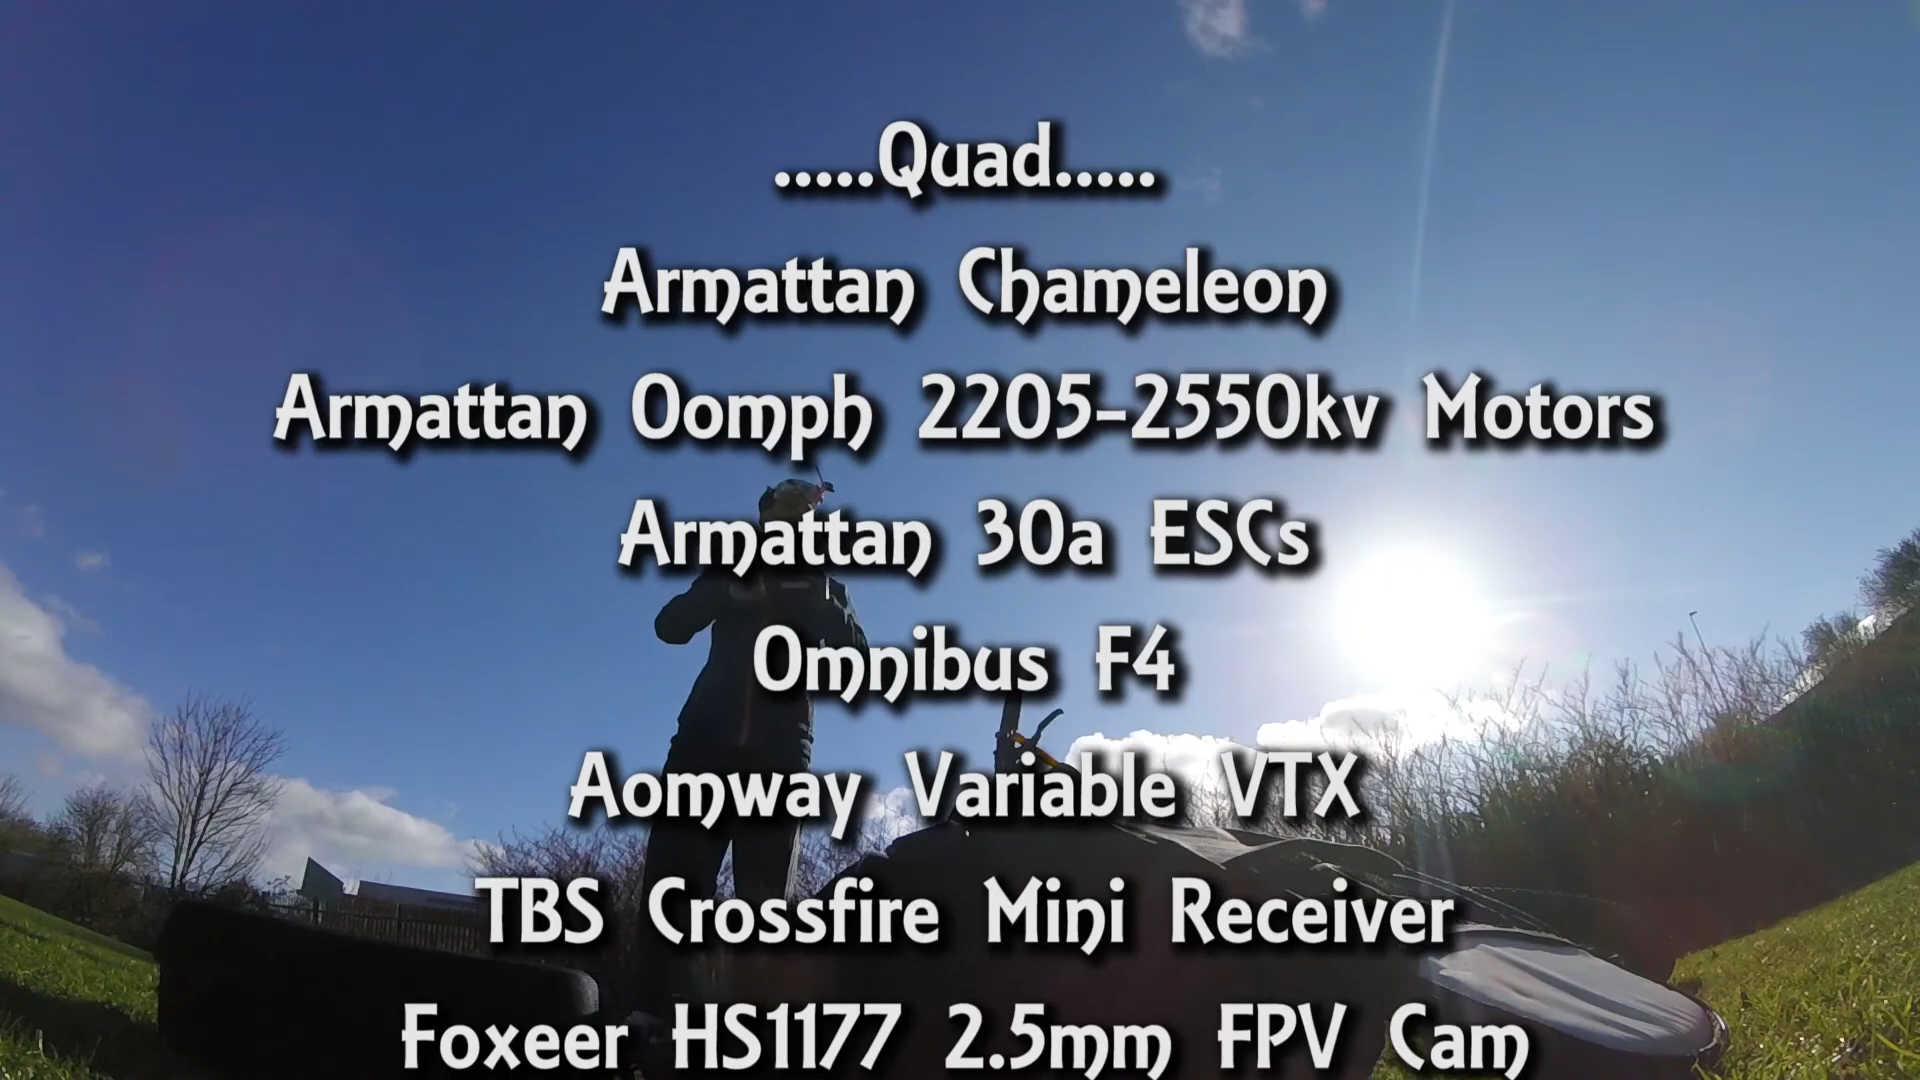 .....Quad.....
Armattan Chameleon
Armattan Oomph 2205-2550kv Motors
Armattan 30a ESCs
Omnibus F4
Aomway Variable VTX
TBS Crossfire Mini Receiver
Foxeer HS1177 2.5mm FPV Cam